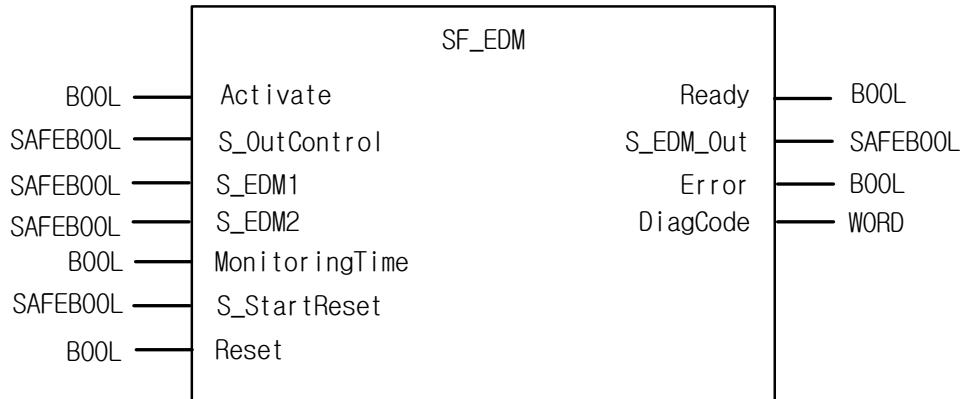 SF_EDM
BOOL Activate Ready BOOL
SAFEBOOL S_OutControl S_EDM_Out SAFEBOOL
SAFEBOOL S_EDM1 Error BOOL
SAFEBOOL S_EDM2 DiagCode WORD
BOOL MonitoringTime
SAFEBOOL S_StartReset
BOOL Reset